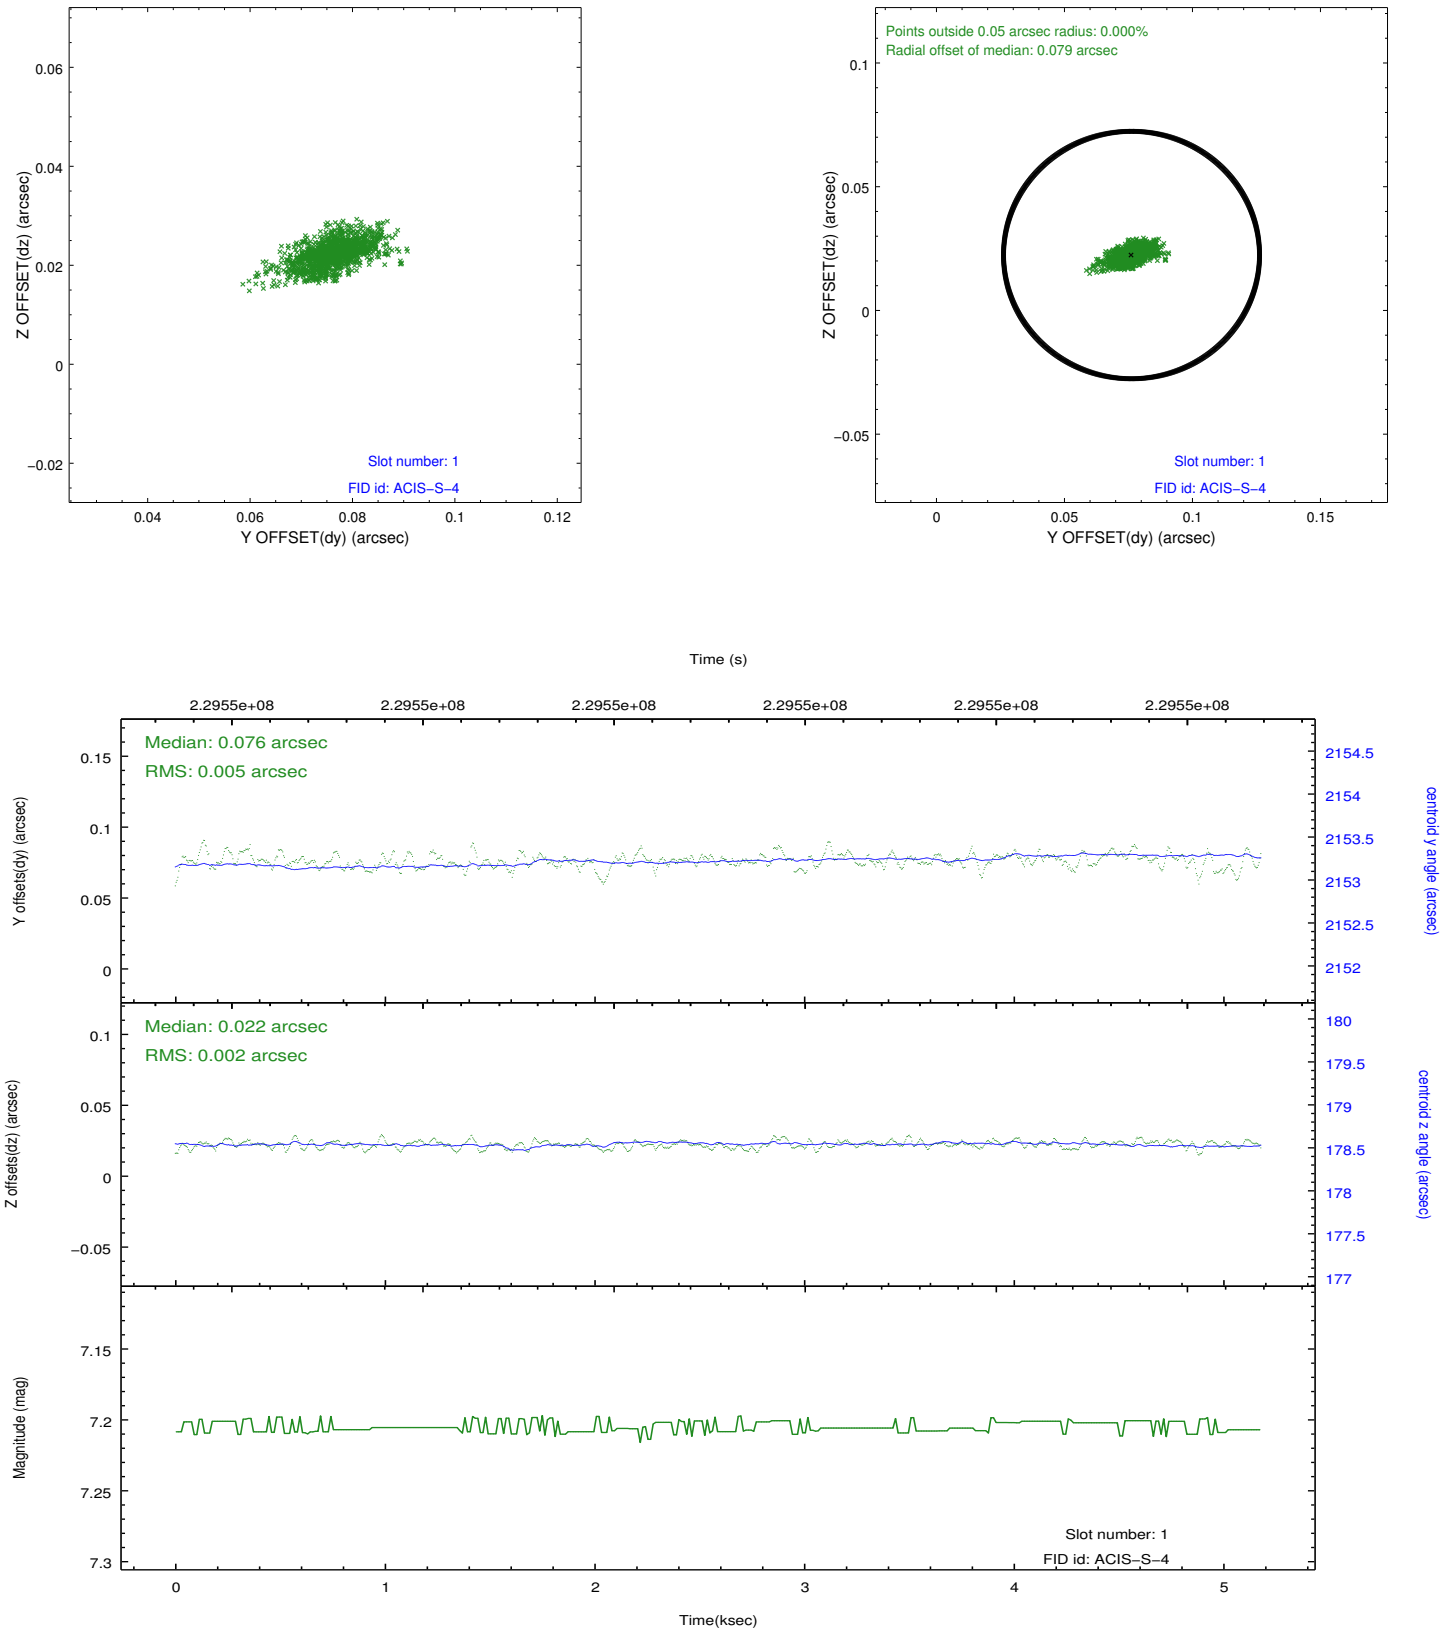 0.06
0.04
0.02
0
−0.02
Z OFFSET(dz) (arcsec)
Slot number: 1
FID id: ACIS−S−4
0.04 0.06 0.08 0.1 0.12
Y OFFSET(dy) (arcsec)
Points outside 0.05 arcsec radius: 0.000%
Radial offset of median: 0.079 arcsec
0.1
0.05
0
−0.05
Z OFFSET(dz) (arcsec)
Slot number: 1
FID id: ACIS−S−4
0 0.05 0.1 0.15
Y OFFSET(dy) (arcsec)
Time (s)
2.2955e+08 2.2955e+08 2.2955e+08 2.2955e+08 2.2955e+08 2.2955e+08
Median: 0.076 arcsec
RMS: 0.005 arcsec
0.15
0.1
0.05
0
Y offsets(dy) (arcsec)
2154.5
2154
2153.5
2153
2152.5
2152
centroid y angle (arcsec)
Median: 0.022 arcsec
RMS: 0.002 arcsec
0.1
0.05
0
−0.05
Z offsets(dz) (arcsec)
180
179.5
179
178.5
178
177.5
177
centroid z angle (arcsec)
7.15
7.2
7.25
7.3
Magnitude (mag)
Slot number: 1
FID id: ACIS−S−4
0 1 2 3 4 5
Time(ksec)